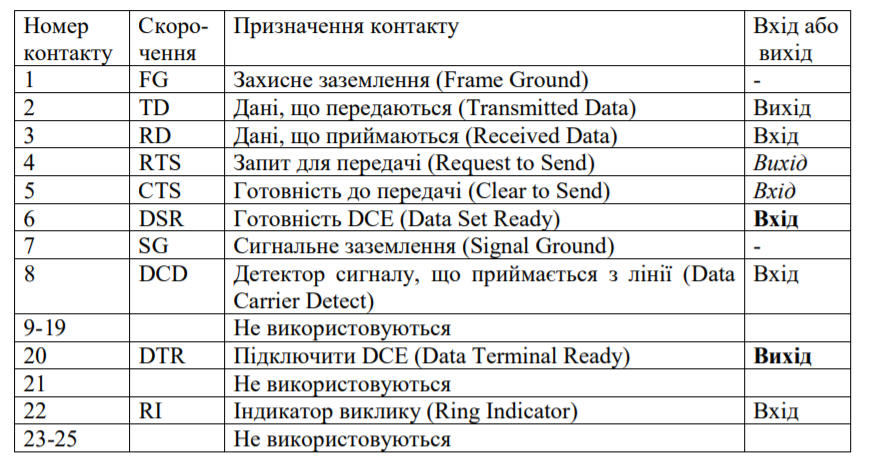 Номер контакту Скоро-чення Призначення контакту Вхід або вихід
1 FG Захисне заземлення (Frame Ground) -
2 TD Дані, що передаються (Transmitted Data) Вихід
3 RD Дані, що приймаються (Received Data) Вхід
4 RTS Запит для передачі (Request to Send) Вихід
5 CTS Готовність до передачі (Clear to Send) Вхід
6 DSR Готовність DCE (Data Set Ready) Вхід
7 SG Сигнальне заземлення (Signal Ground) -
8 DCD Детектор сигналу, що приймається з лінії (Data Вхід
Carrier Detect)
9-19 Не використовуються
20 DTR Підключити DCE (Data Terminal Ready) Вихід
21 Не використовуються
22 RI Індикатор виклику (Ring Indicator) Вхід
23-25 Не використовуються